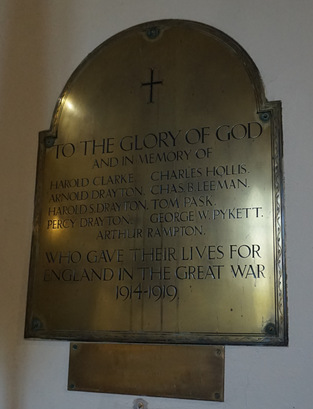 TO THE GLORY OF GOD
AND IN MEMORY OF
HAROLD CLARKE. CHARLES HOLLIS.
ARNOLD DRAYTON. CHAS. B. LEEMAN.
HAROLD S. DRAYTON. TOM PASK.
PERCY DRAYTON. GEORGE W. PYKETT.
ARTHUR RAMPTON.
WHO GAVE THEIR LIVES FOR
ENGLAND IN THE GREAT WAR
1914-1919.